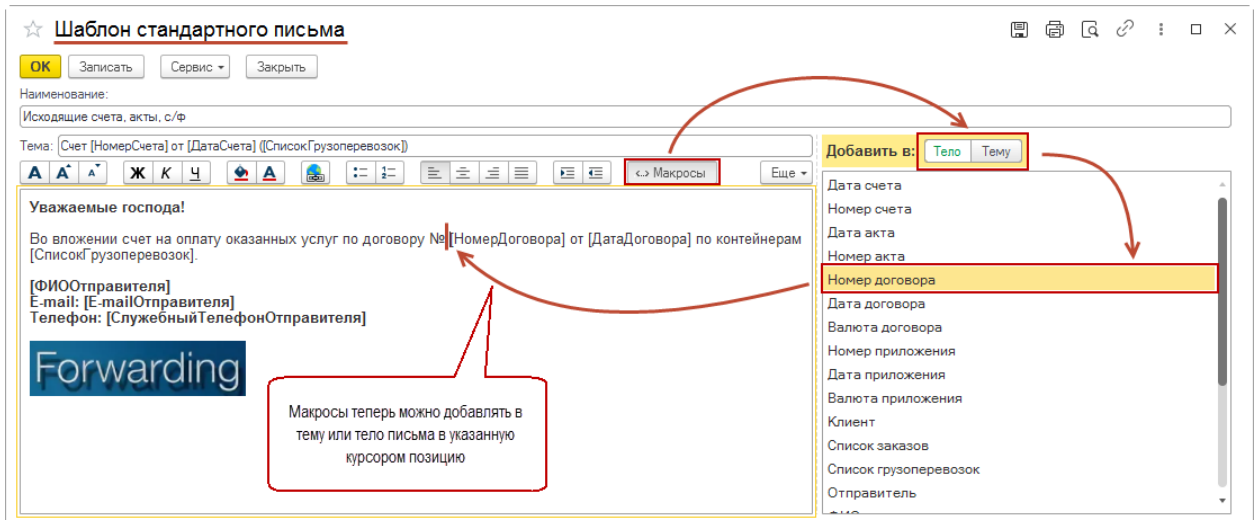 Шаблон стандартного письма
ОК Записать Сервис Закрыть
Наименование:
Исходящие счета, акты, с/ф
Тема: Счет [НомерСчета] от [ДатаСчета] ([СписокГрузоперевозок])
А А А Ж К Ч А Макросы Еще
Уважаемые господа!
Во вложении счет на оплату оказанных услуг по договору № [НомерДоговора] от [ДатаДоговора] по контейнерам
[СписокГрузоперевозок].
[ФИООтправителя]
E-mail: [E-mailОтправителя]
Телефон: [СлужебныйТелефонОтправителя]
Forwarding
Макросы теперь можно добавлять в
тему или тело письма в указанную
курсором позицию
Добавить в: Тело Тему
Дата счета
Номер счета
Дата акта
Номер акта
Номер договора
Дата договора
Валюта договора
Номер приложения
Дата приложения
Валюта приложения
Клиент
Список заказов
Список грузоперевозок
Отправитель